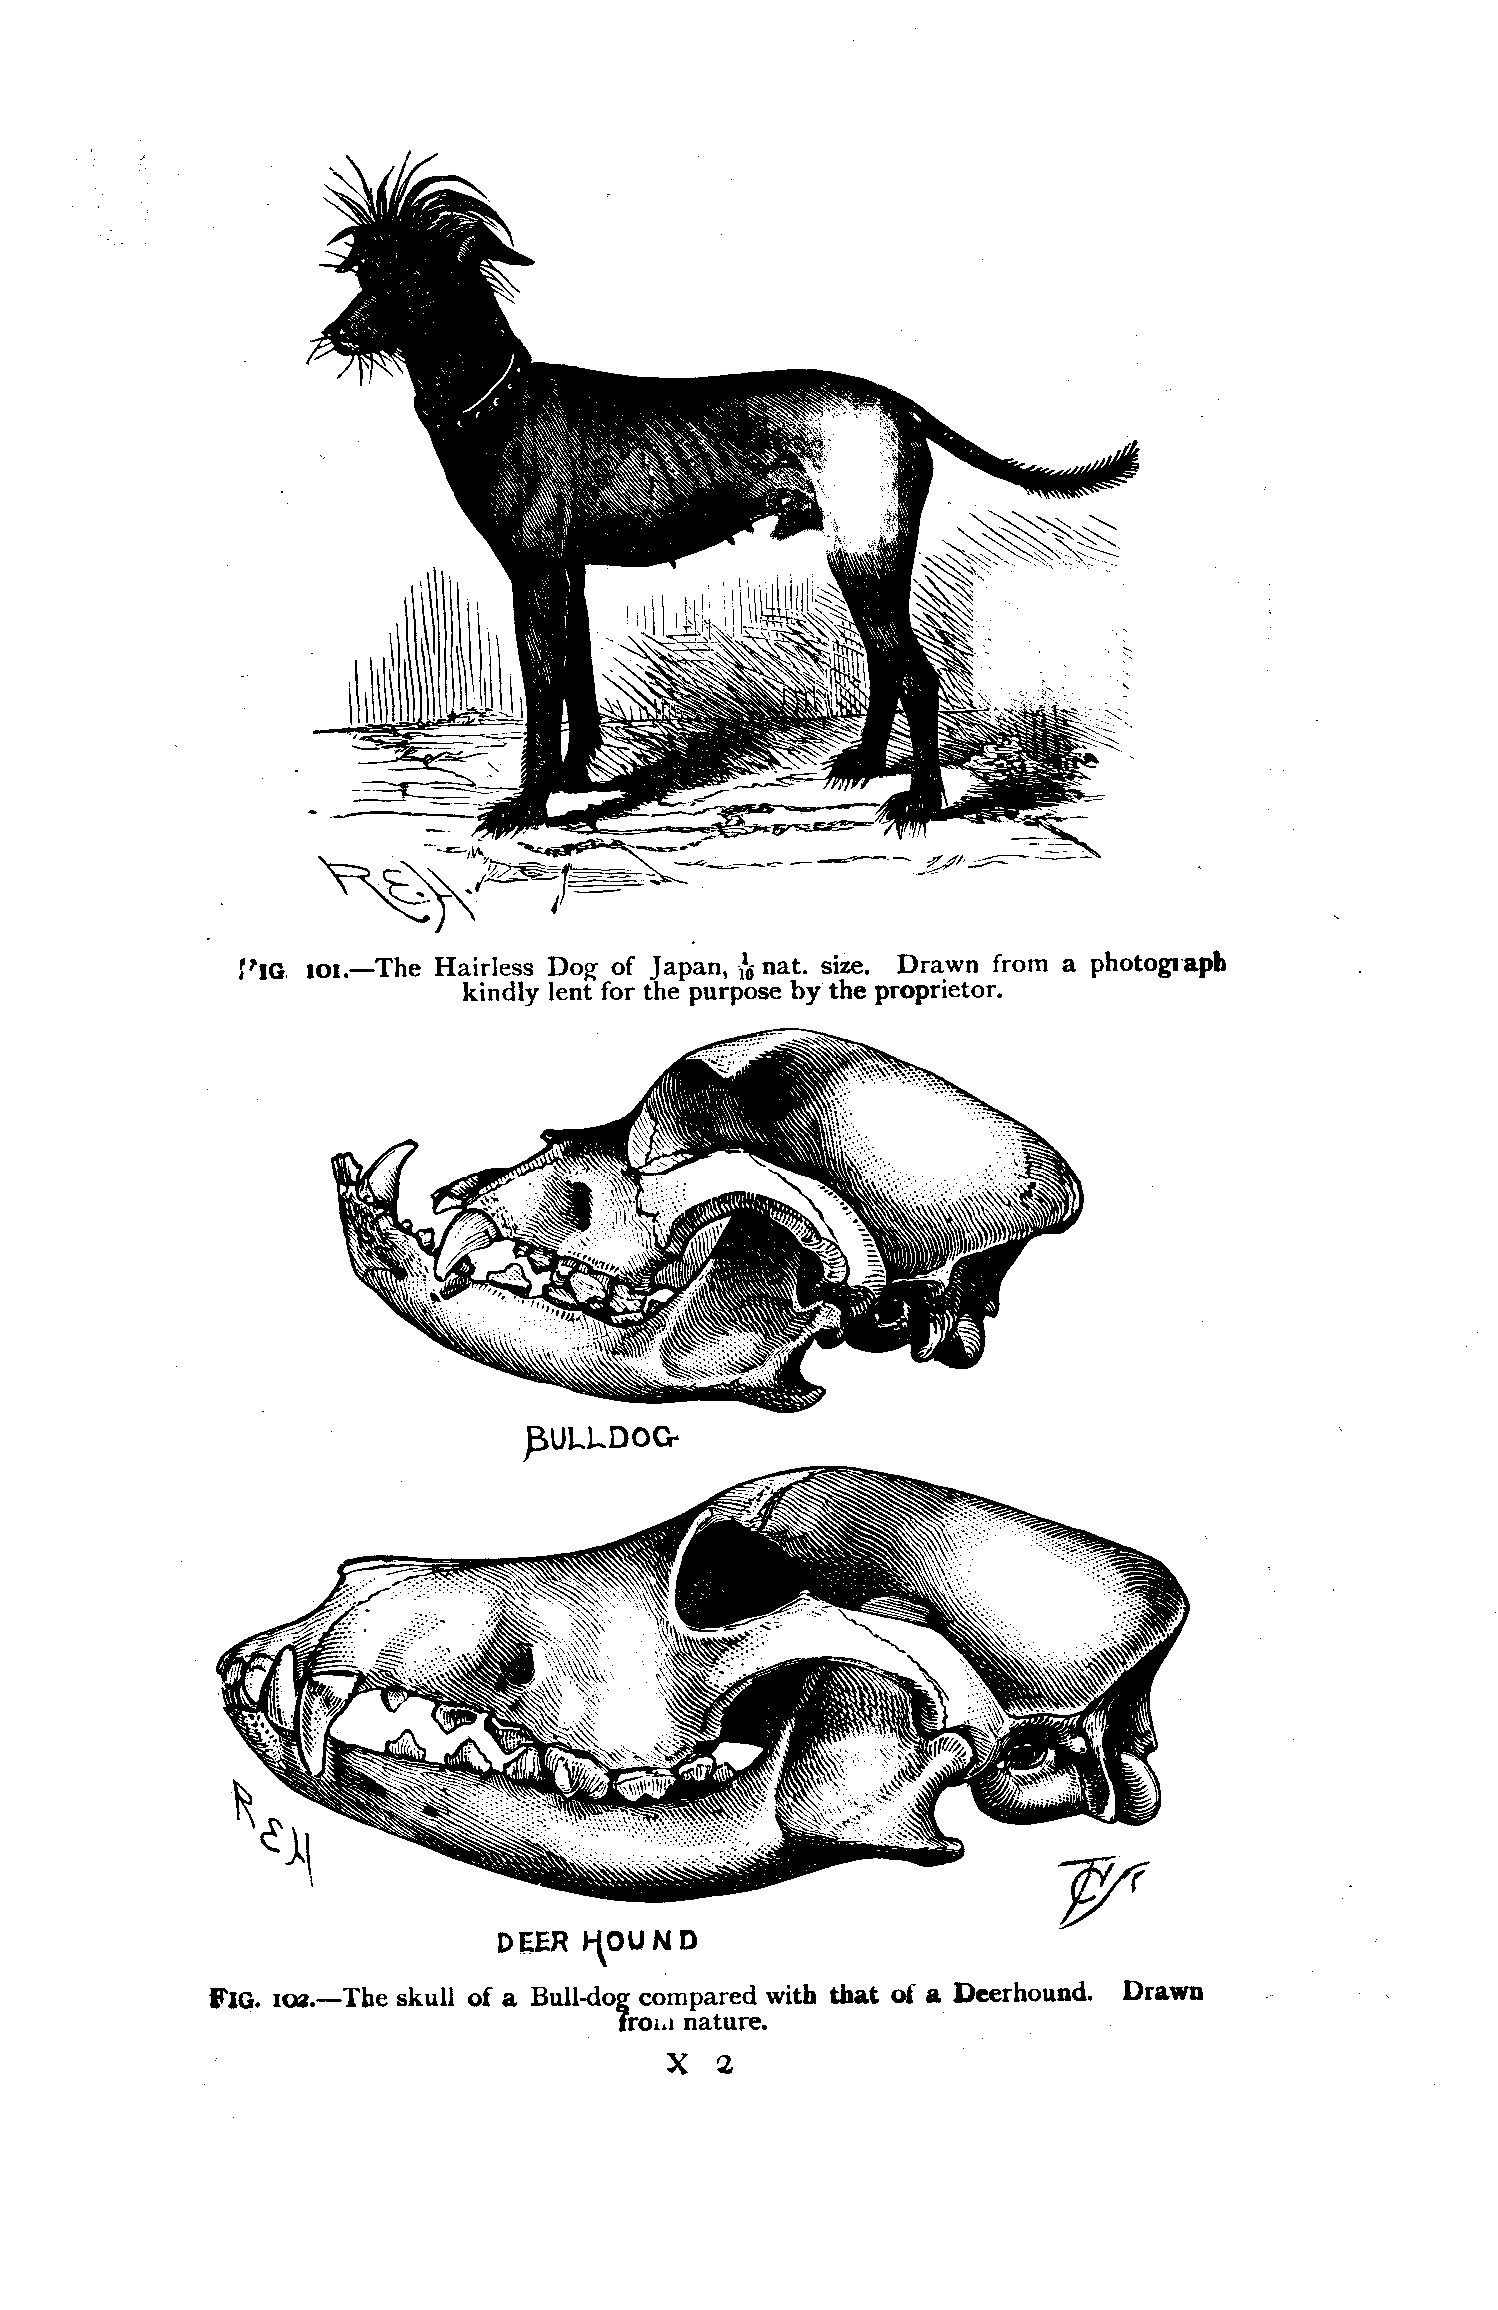 R.E.H.
FIG. 101.—The Hairless Dog of Japan, 1/10 nat. size. Drawn from a photograph
kindly lent for the purpose by the proprietor.
BULLDOG
REH
DEER HOUND
FIG. 102.—The skull of a Bull-dog compared with that of a Deerhound. Drawn
from nature.
X 2